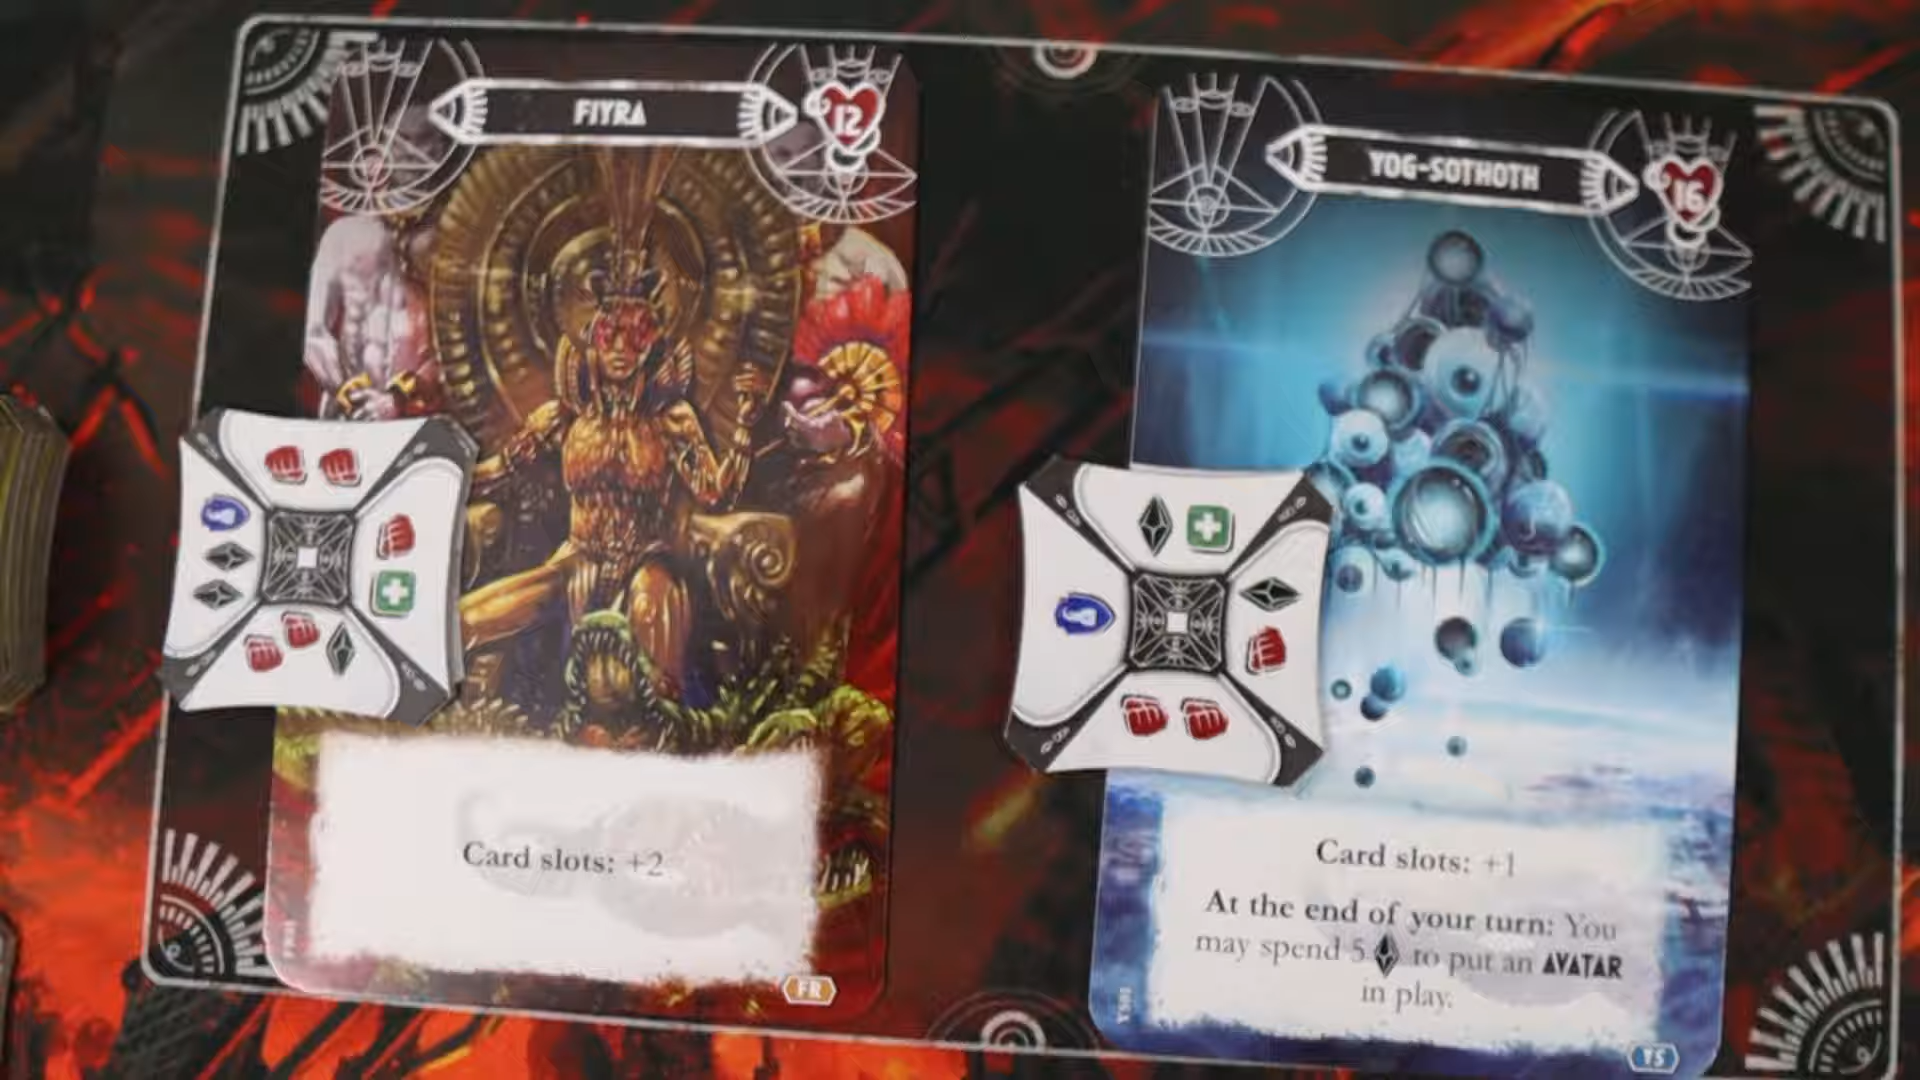 FIYRA
12
Card slots: +2
FR
YOG-SOTHOTH
16
Card slots: +1
At the end of your turn: You
may spend 5 to put an AVATAR
in play.
YS